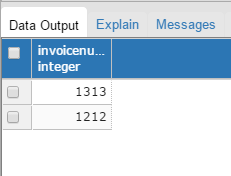 Data Output Explain Messages
invoicenu...
integer
1313
1212